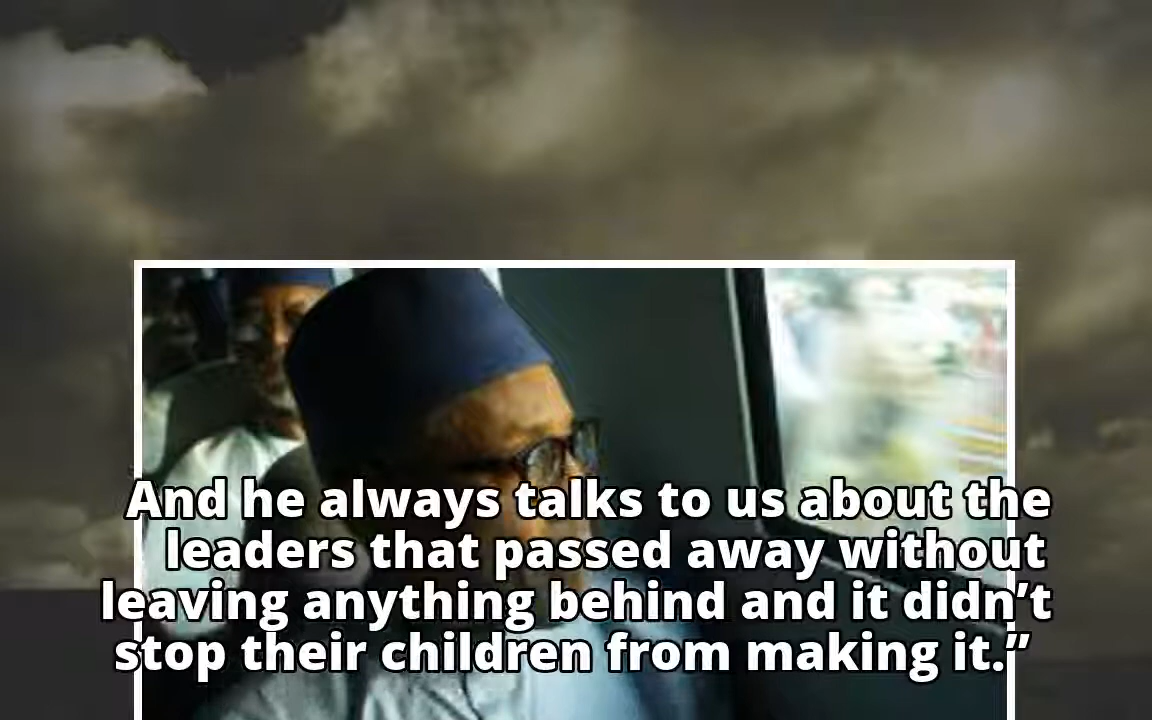 And he always talks to us about the
leaders that passed away without
leaving anything behind and it didn’t
stop their children from making it.”